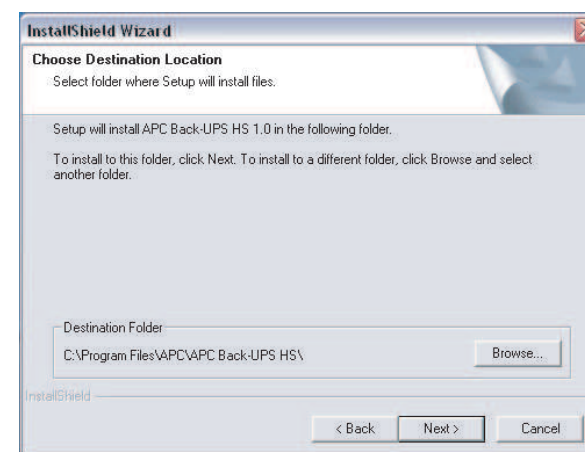 InstallShield Wizard
Choose Destination Location
Select folder where Setup will install files.
Setup will install APC Back-UPS HS 1.0 in the following folder.
To install to this folder, click Next. To install to a different folder, click Browse and select
another folder.
Destination Folder
C:\Program Files\APC\APC Back-UPS HS\
Browse...
InstallShield
< Back
Next >
Cancel